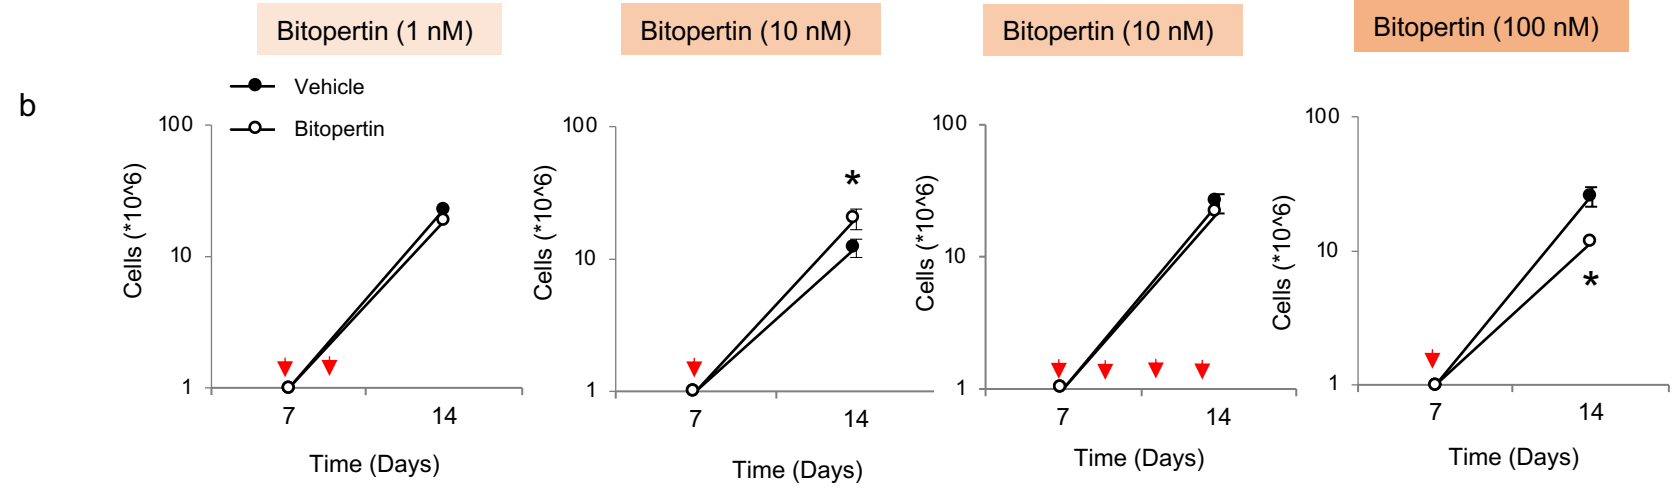 Bitopertin (1 nM)
Bitopertin (10 nM)
Bitopertin (10 nM)
Bitopertin (100 nM)
b
Vehicle
Bitopertin
100
10
1
Cells (*10^6)
7
14
Time (Days)
100
10
1
Cells (*10^6)
*
7
14
Time (Days)
100
10
1
Cells (*10^6)
7
14
Time (Days)
100
10
1
Cells (*10^6)
*
7
14
Time (Days)